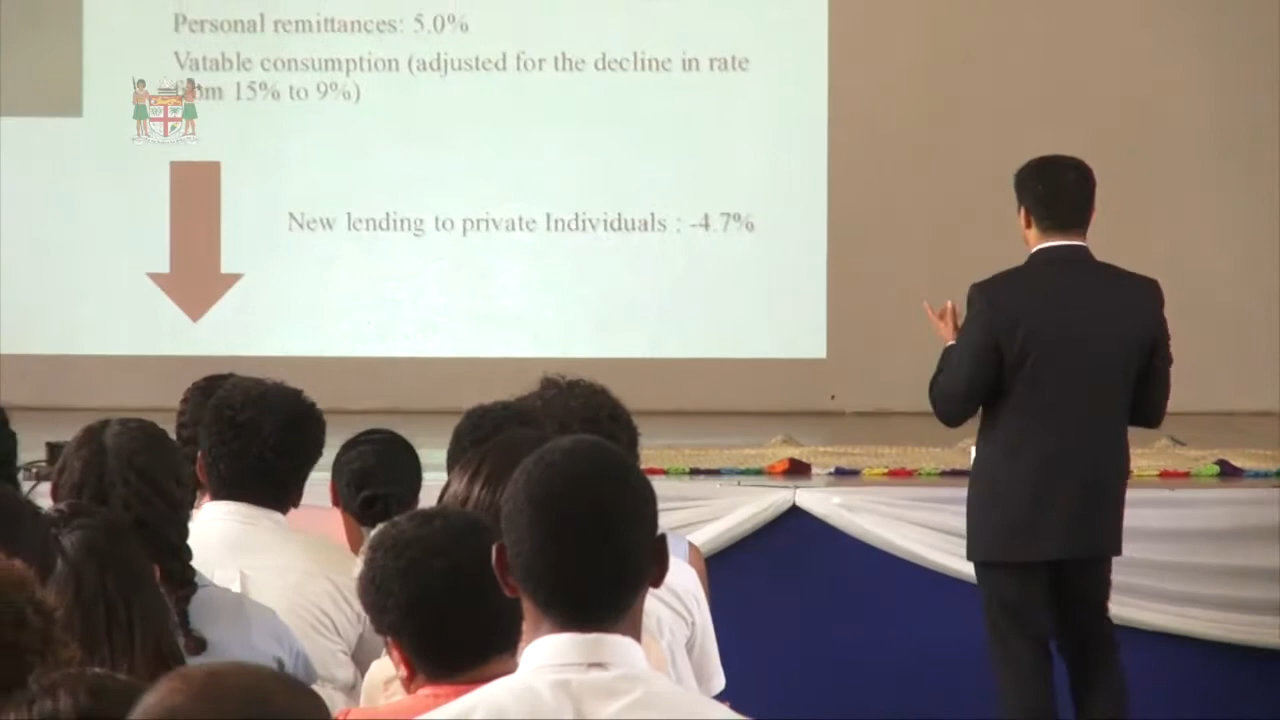 Personal remittances: 5.0%
Vatable consumption (adjusted for the decline in rate
from 15% to 9%)
New lending to private Individuals : -4.7%